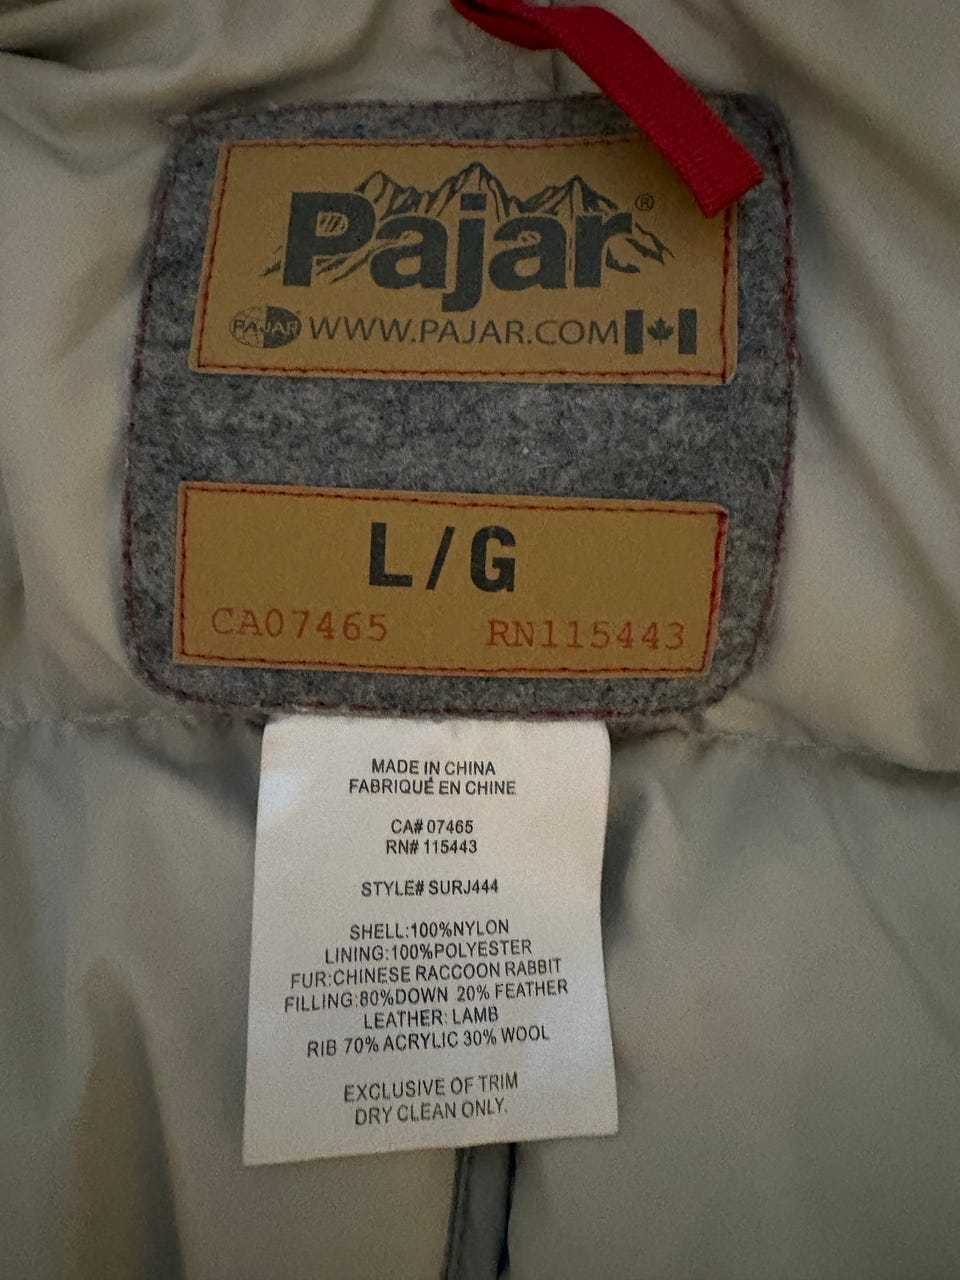 Pajar®
PAJAR WWW.PAJAR.COM
L/G
CA07465 RN115443
MADE IN CHINA
FABRIQUÉ EN CHINE
CA# 07465
RN# 115443
STYLE# SURJ444
SHELL:100%NYLON
LINING:100%POLYESTER
FUR:CHINESE RACCOON RABBIT
FILLING:80%DOWN 20% FEATHER
LEATHER: LAMB
RIB 70% ACRYLIC 30% WOOL
EXCLUSIVE OF TRIM
DRY CLEAN ONLY.